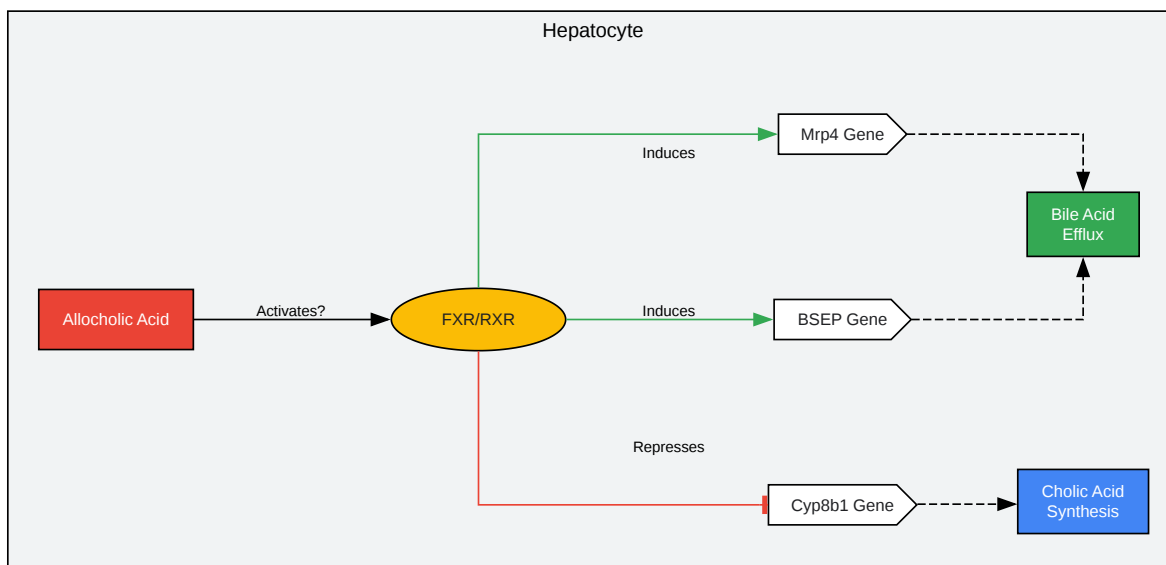 Hepatocyte
Mrp4 Gene
Induces
Bile Acid
Efflux
Allocholic Acid
Activates?
FXR/RXR
Induces
BSEP Gene
Represses
Cyp8b1 Gene
Cholic Acid
Synthesis